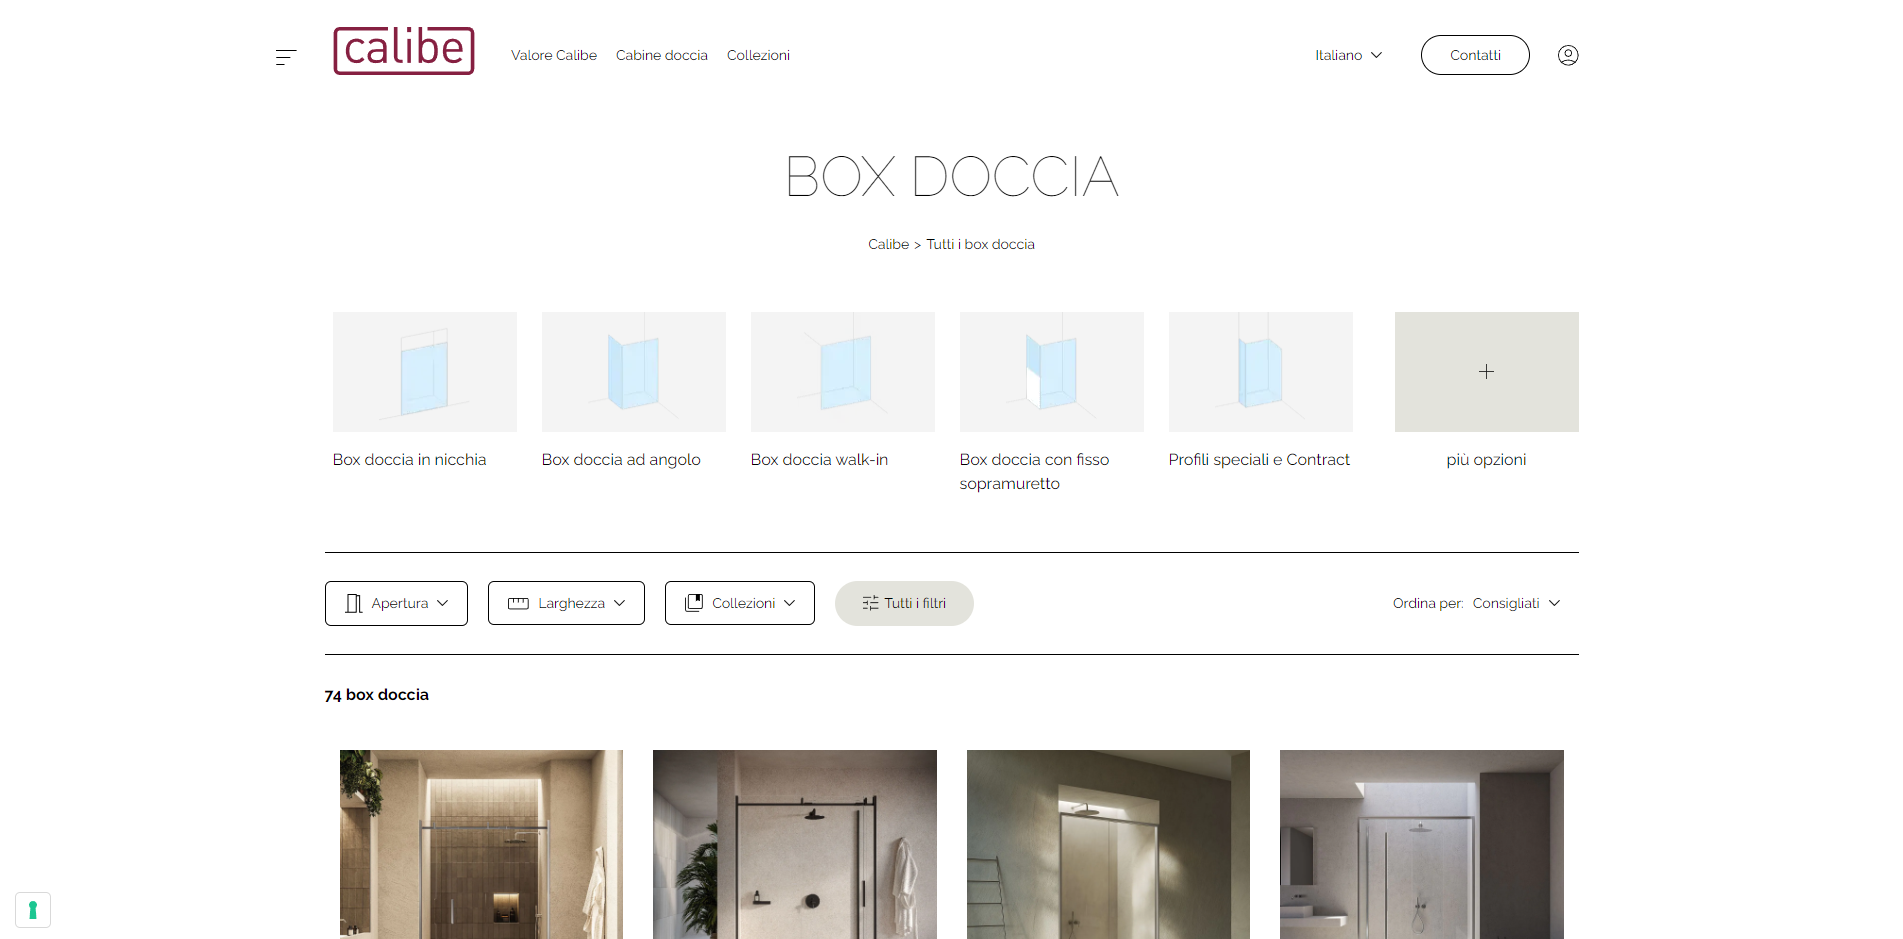 calibe
Valore Calibe
Cabine doccia
Collezioni
Italiano
Contatti
BOX DOCCIA
Calibe > Tutti i box doccia
Box doccia in nicchia
Box doccia ad angolo
Box doccia walk-in
Box doccia con fisso
sopramuretto
Profili speciali e Contract
più opzioni
Apertura
Larghezza
Collezioni
Tutti i filtri
Ordina per: Consigliati
74 box doccia